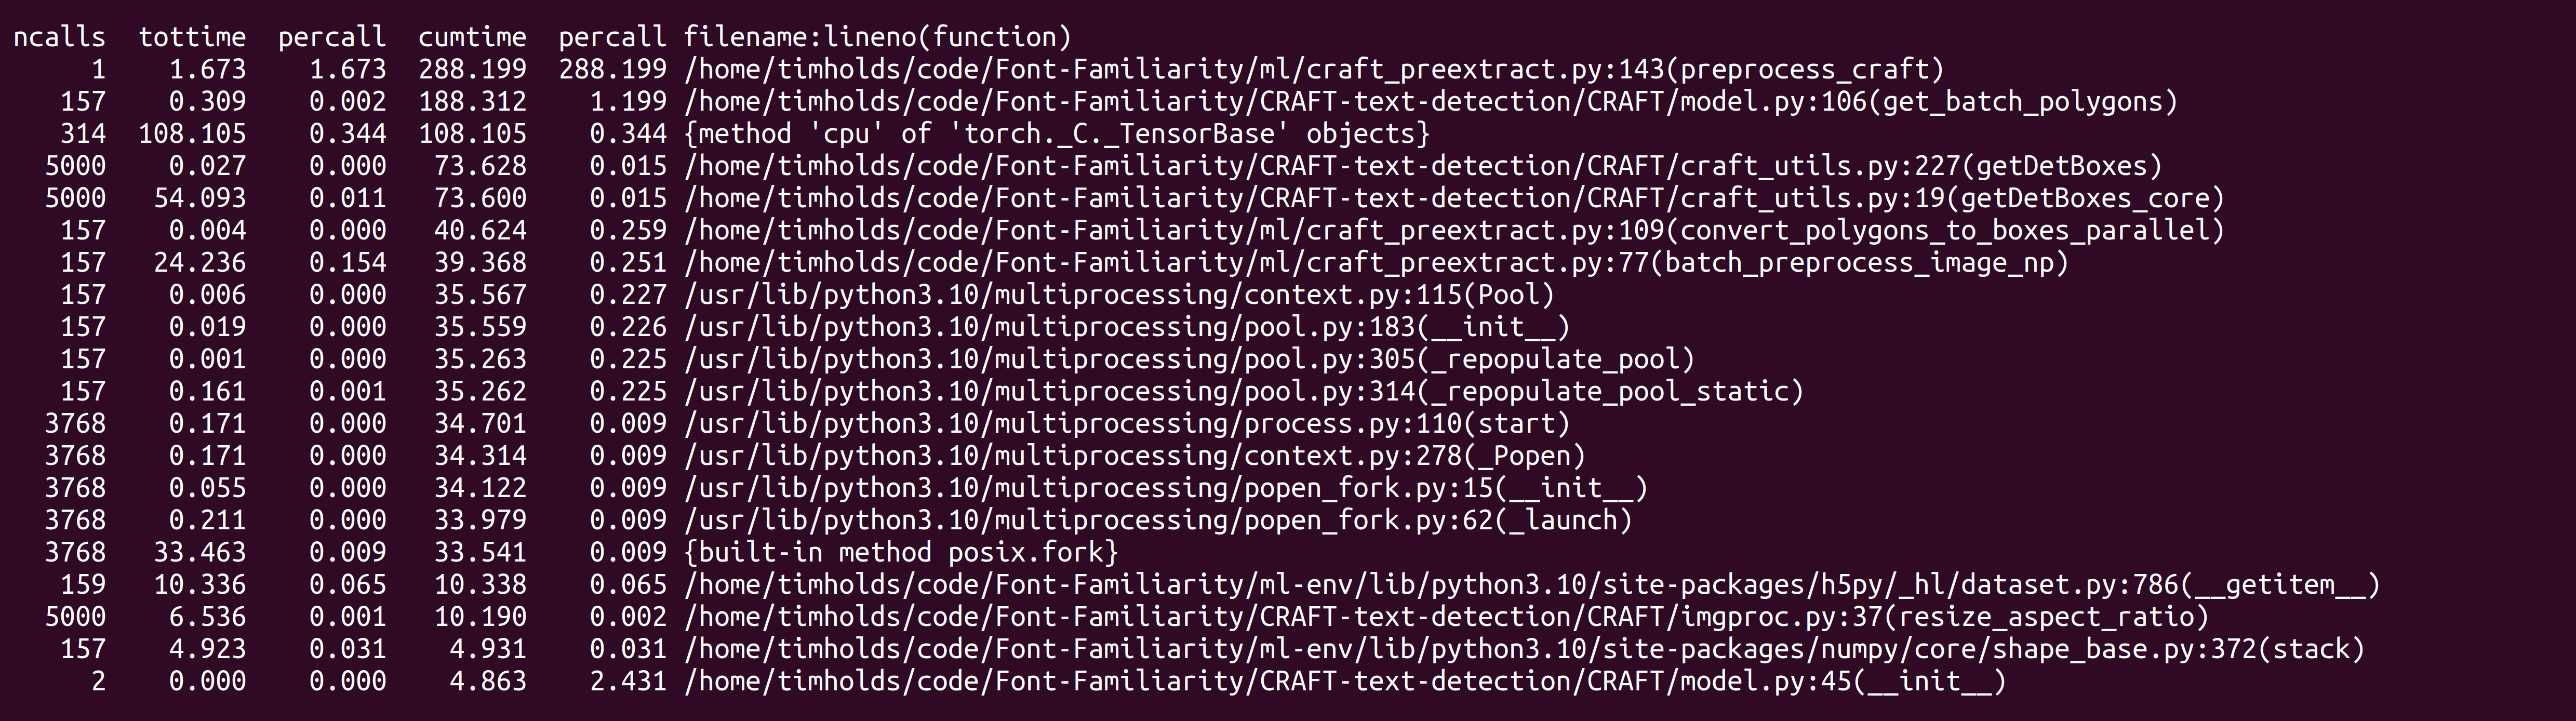 ncalls  tottime  percall  cumtime  percall filename:lineno(function)
     1    1.673    1.673  288.199  288.199 /home/timholds/code/Font-Familiarity/ml/craft_preextract.py:143(preprocess_craft)
   157    0.309    0.002  188.312    1.199 /home/timholds/code/Font-Familiarity/CRAFT-text-detection/CRAFT/model.py:106(get_batch_polygons)
   314  108.105    0.344  108.105    0.344 {method 'cpu' of 'torch._C._TensorBase' objects}
  5000    0.027    0.000   73.628    0.015 /home/timholds/code/Font-Familiarity/CRAFT-text-detection/CRAFT/craft_utils.py:227(getDetBoxes)
  5000   54.093    0.011   73.600    0.015 /home/timholds/code/Font-Familiarity/CRAFT-text-detection/CRAFT/craft_utils.py:19(getDetBoxes_core)
   157    0.004    0.000   40.624    0.259 /home/timholds/code/Font-Familiarity/ml/craft_preextract.py:109(convert_polygons_to_boxes_parallel)
   157   24.236    0.154   39.368    0.251 /home/timholds/code/Font-Familiarity/ml/craft_preextract.py:77(batch_preprocess_image_np)
   157    0.006    0.000   35.567    0.227 /usr/lib/python3.10/multiprocessing/context.py:115(Pool)
   157    0.019    0.000   35.559    0.226 /usr/lib/python3.10/multiprocessing/pool.py:183(__init__)
   157    0.001    0.000   35.263    0.225 /usr/lib/python3.10/multiprocessing/pool.py:305(_repopulate_pool)
   157    0.161    0.001   35.262    0.225 /usr/lib/python3.10/multiprocessing/pool.py:314(_repopulate_pool_static)
  3768    0.171    0.000   34.701    0.009 /usr/lib/python3.10/multiprocessing/process.py:110(start)
  3768    0.171    0.000   34.314    0.009 /usr/lib/python3.10/multiprocessing/context.py:278(_Popen)
  3768    0.055    0.000   34.122    0.009 /usr/lib/python3.10/multiprocessing/popen_fork.py:15(__init__)
  3768    0.211    0.000   33.979    0.009 /usr/lib/python3.10/multiprocessing/popen_fork.py:62(_launch)
  3768   33.463    0.009   33.541    0.009 {built-in method posix.fork}
   159   10.336    0.065   10.338    0.065 /home/timholds/code/Font-Familiarity/ml-env/lib/python3.10/site-packages/h5py/_hl/dataset.py:786(__getitem__)
  5000    6.536    0.001   10.190    0.002 /home/timholds/code/Font-Familiarity/CRAFT-text-detection/CRAFT/imgproc.py:37(resize_aspect_ratio)
   157    4.923    0.031    4.931    0.031 /home/timholds/code/Font-Familiarity/ml-env/lib/python3.10/site-packages/numpy/core/shape_base.py:372(stack)
     2    0.000    0.000    4.863    2.431 /home/timholds/code/Font-Familiarity/CRAFT-text-detection/CRAFT/model.py:45(__init__)